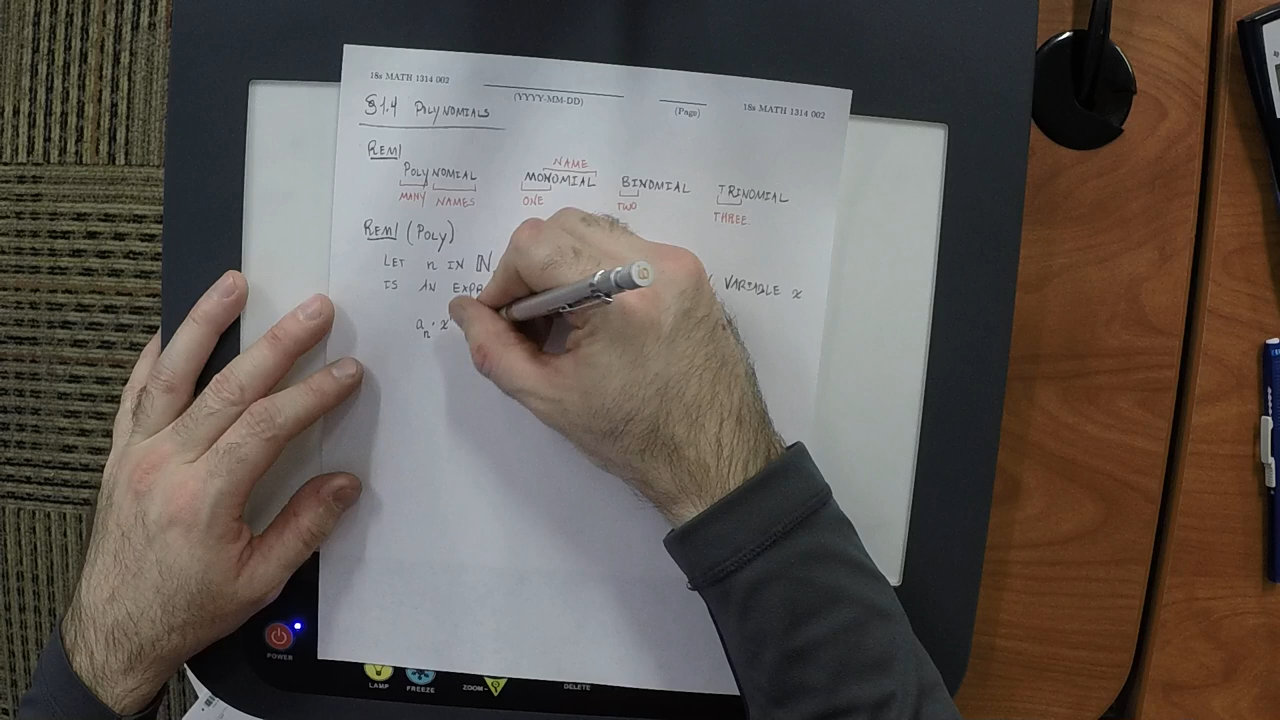 18s MATH 1314 002 (YYYY-MM-DD) (Page) 18s MATH 1314 002
§1.4 POLYNOMIALS
REM|
NAME
POLYNOMIAL MONOMIAL BINOMIAL TRINOMIAL
MANY NAMES ONE TWO THREE
REM| (POLY)
LET n IN ℕ
IS AN EXPR VARIABLE x
aₙ · x
POWER
LAMP FREEZE ZOOM- DELETE